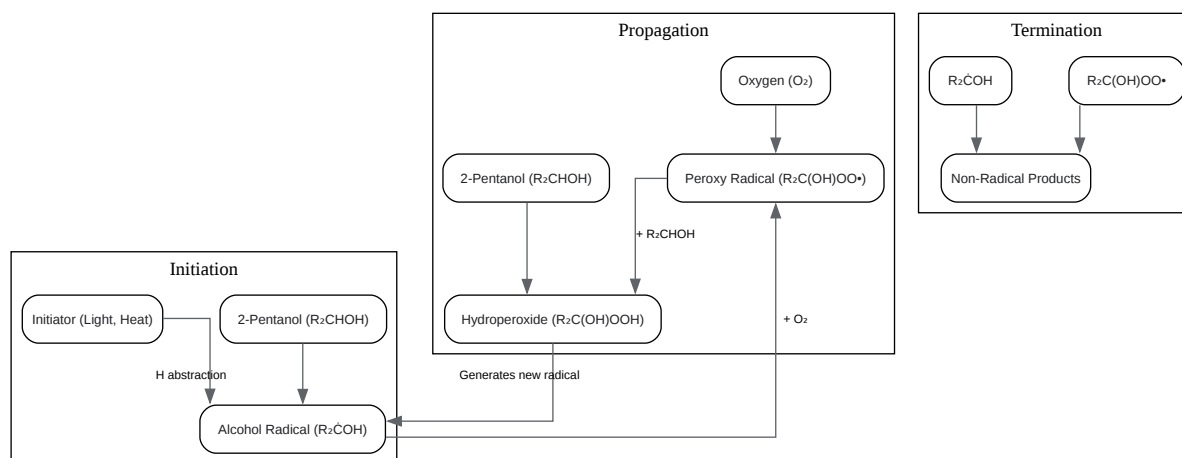 Propagation
Termination
Oxygen (O₂)
R₂ĊOH
R₂C(OH)OO•
2-Pentanol (R₂CHOH)
Peroxy Radical (R₂C(OH)OO•)
Non-Radical Products
+ R₂CHOH
Initiation
Initiator (Light, Heat)
2-Pentanol (R₂CHOH)
Hydroperoxide (R₂C(OH)OOH)
+ O₂
H abstraction
Generates new radical
Alcohol Radical (R₂ĊOH)